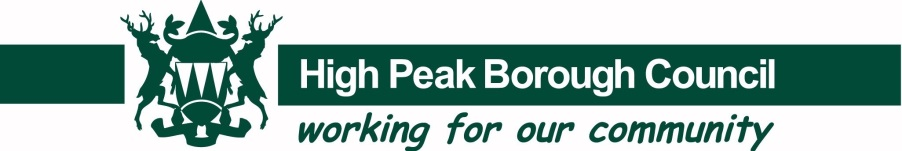 High Peak Borough Council
working for our community